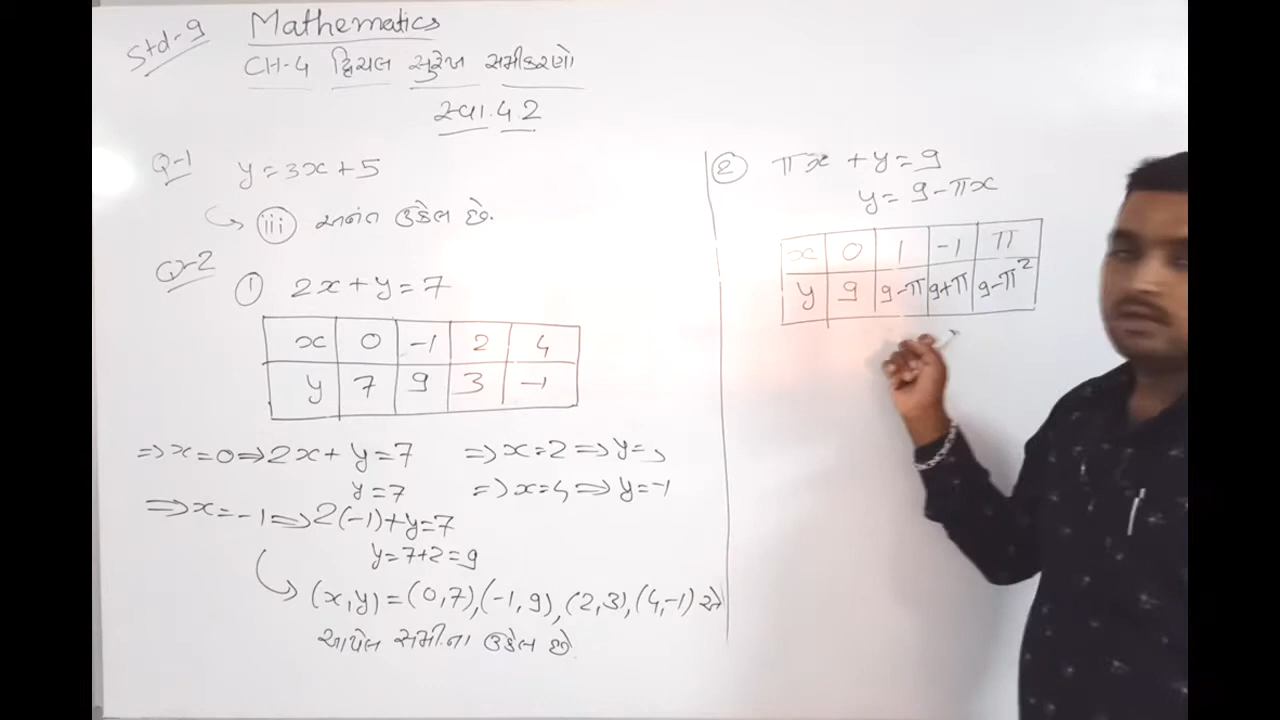 Std-9
Mathematics
CH-4 દ્વિચલ સુરેખ સમીકરણો
સ્વા.4.2
Q-1 y=3x+5
↪ (iii) અનંત ઉકેલ છે.
Q-2
① 2x+y=7
x 0 -1 2 4
y 7 9 3 -1
⇒x=0⇒2x+y=7
y=7
⇒x=-1⇒2(-1)+y=7
y=7+2=9
⇒x=2⇒y=
⇒x=4⇒y=-1
↪ (x,y)=(0,7),(-1,9),(2,3),(4,-1) એ
આપેલ સમી.ના ઉકેલ છે.
② πx+y=9
y=9-πx
x 0 1 -1 π
y 9 9-π 9+π 9-π²